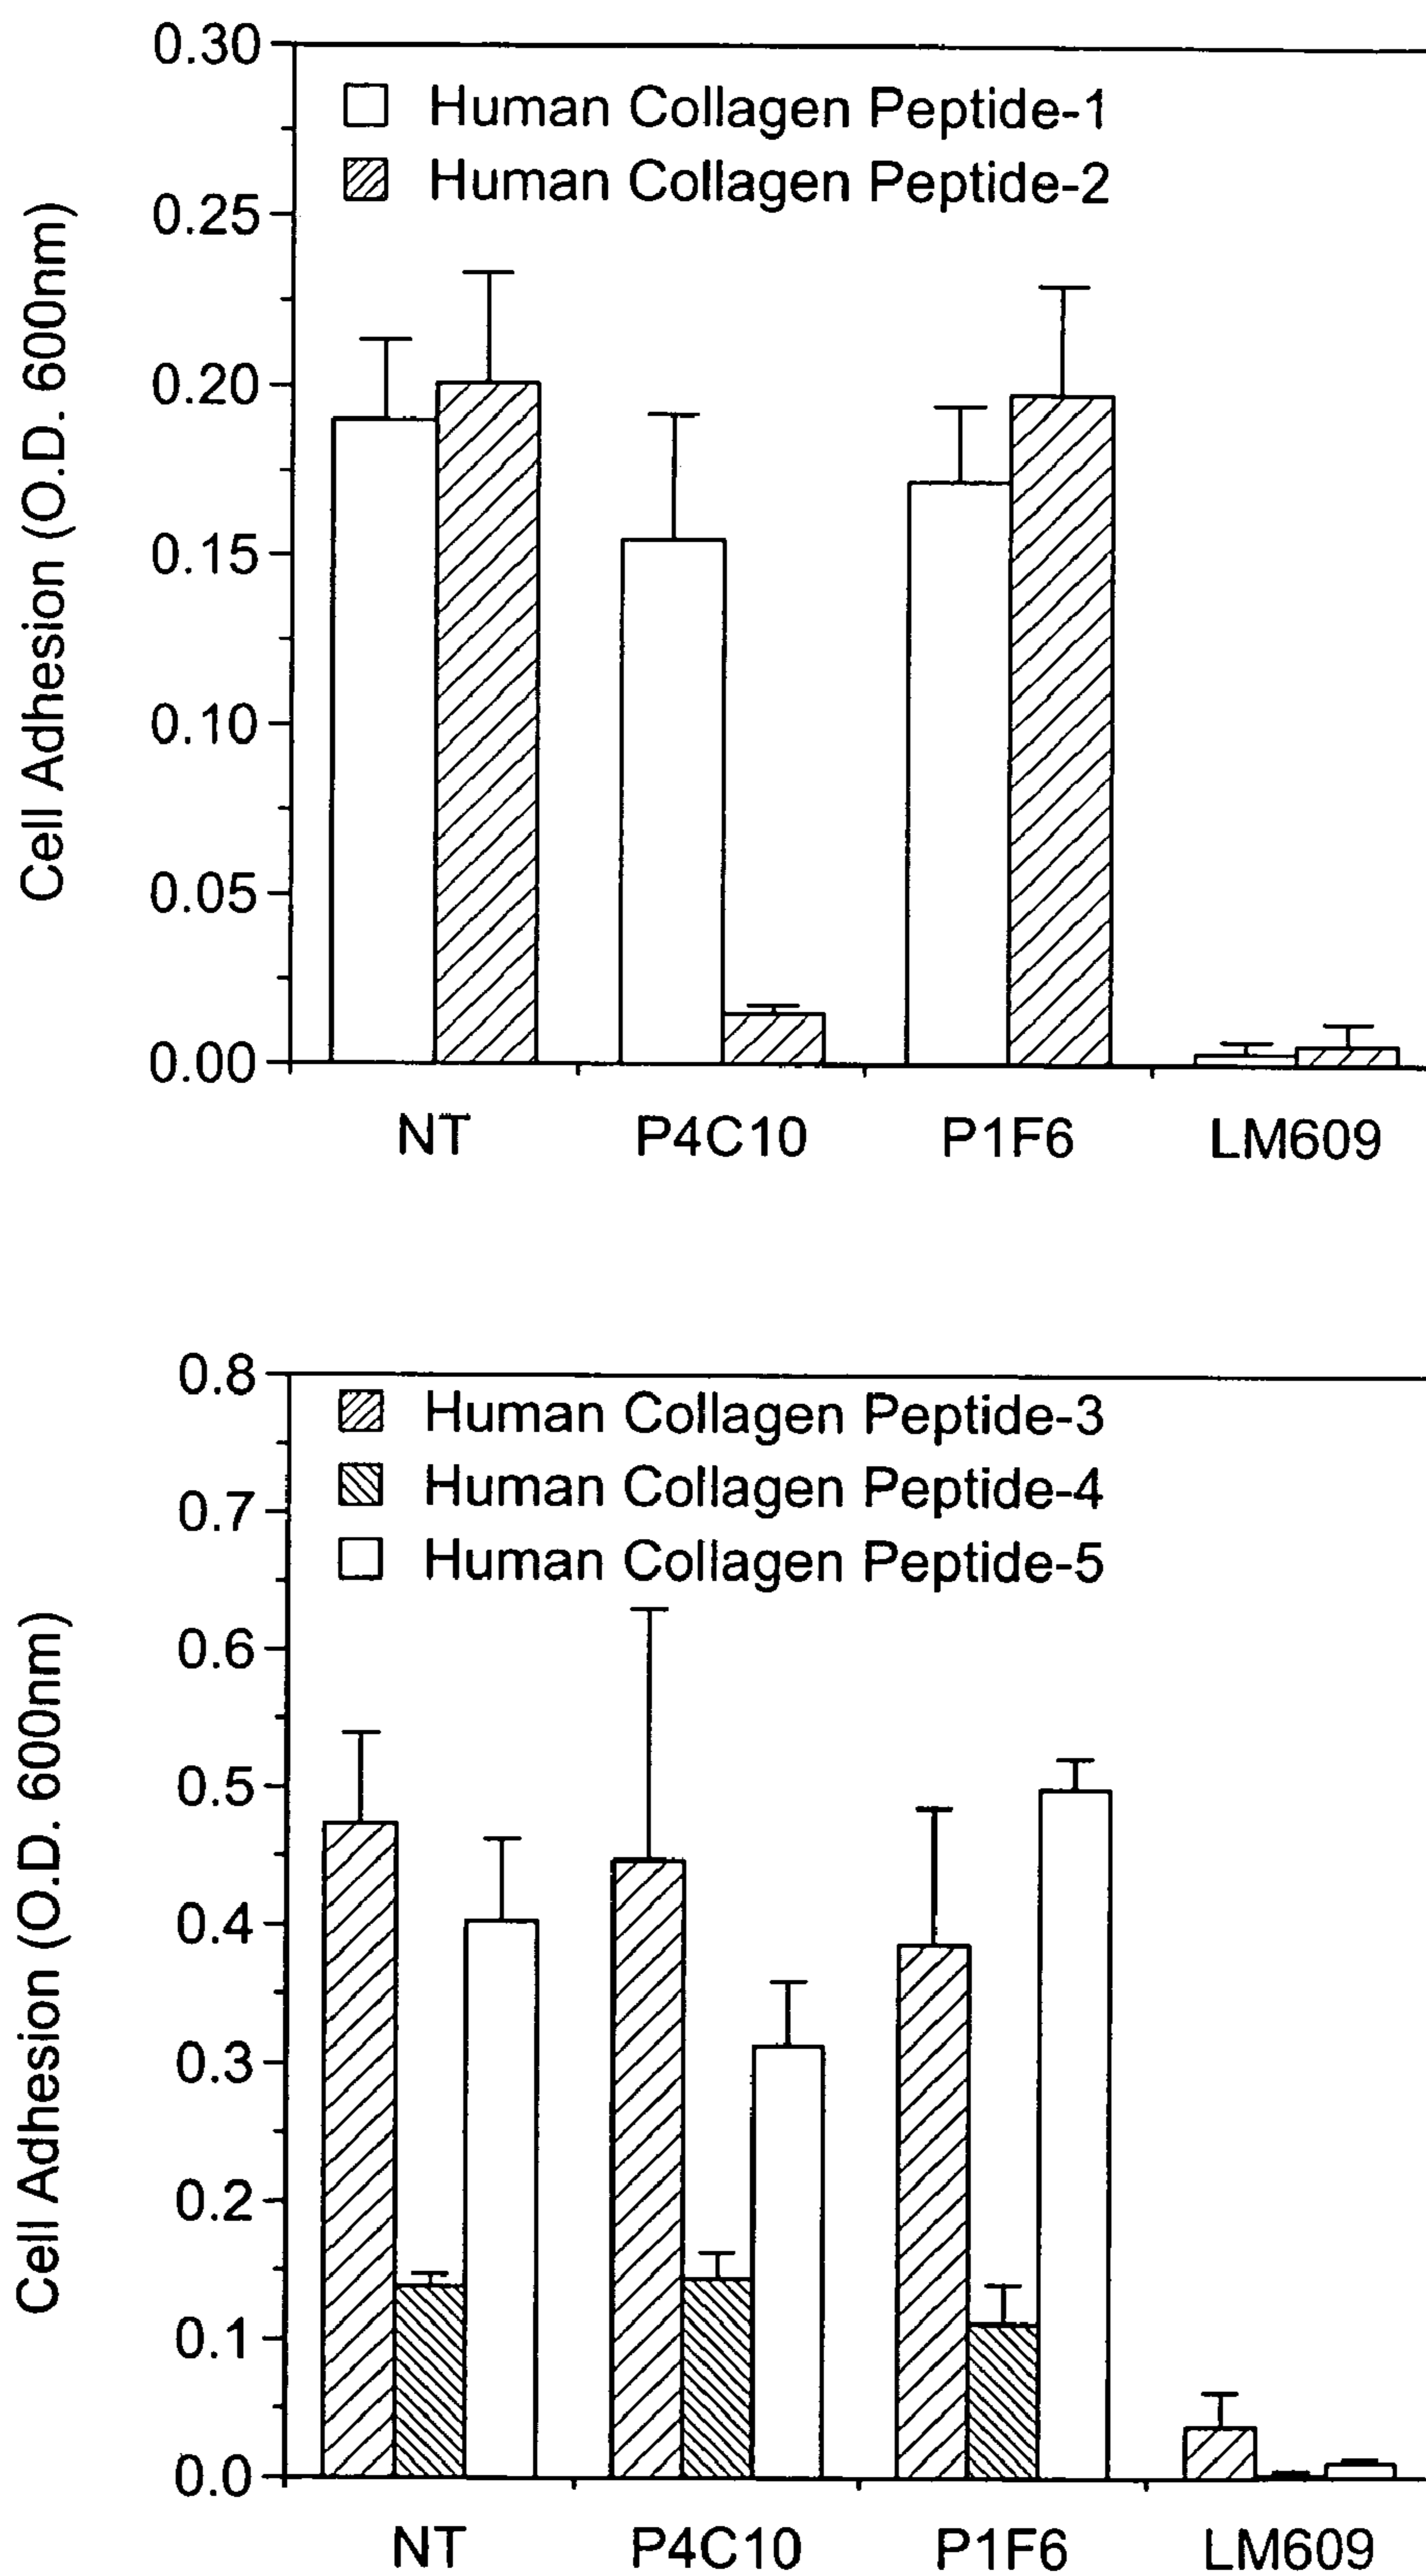 0.30
Human Collagen Peptide-1
Human Collagen Peptide-2
0.25
0.20
0.15
0.10
0.05
0.00
Cell Adhesion (O.D. 600nm)
NT P4C10 P1F6 LM609
0.8
Human Collagen Peptide-3
Human Collagen Peptide-4
0.7
Human Collagen Peptide-5
0.6
0.5
0.4
0.3
0.2
0.1
0.0
Cell Adhesion (O.D. 600nm)
NT P4C10 P1F6 LM609